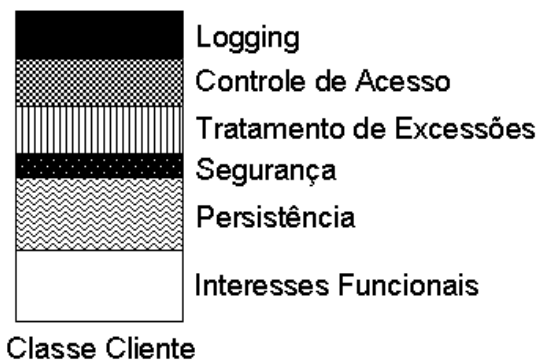 Logging
Controle de Acesso
Tratamento de Excessões
Segurança
Persistência
Interesses Funcionais
Classe Cliente